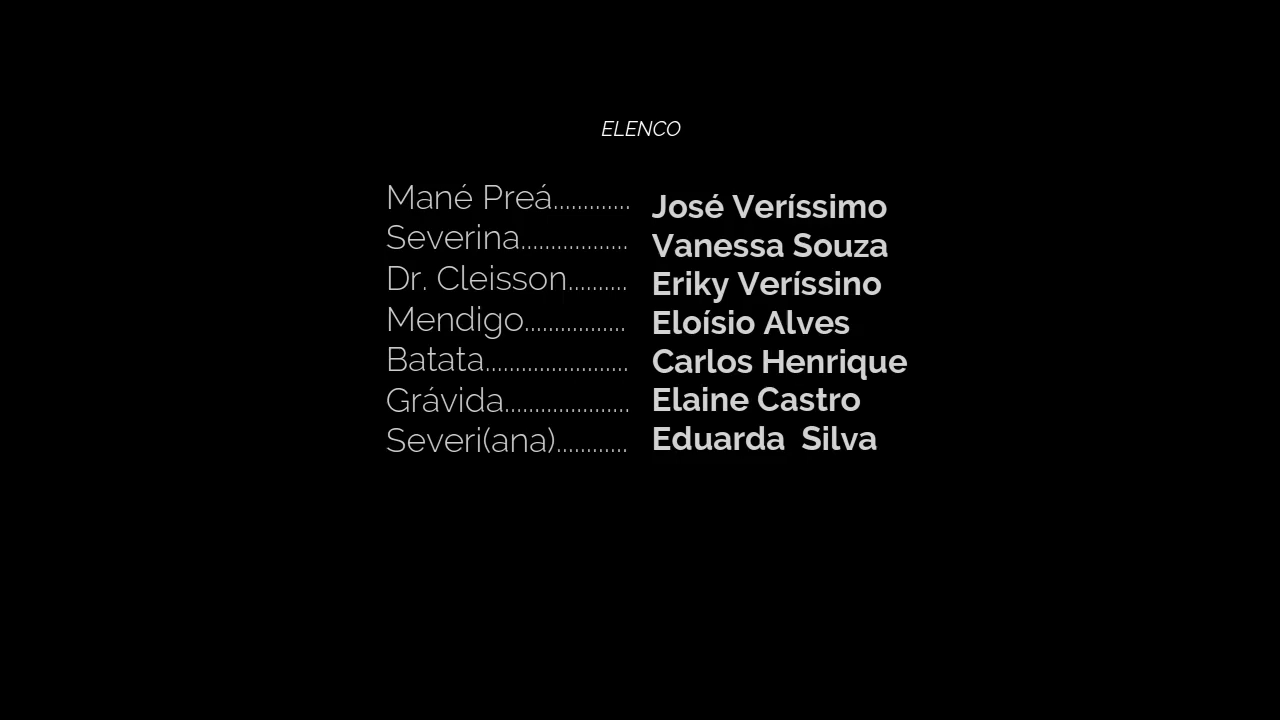 ELENCO
Mané Preá............. José Veríssimo
Severina.................. Vanessa Souza
Dr. Cleisson.......... Eriky Veríssino
Mendigo................. Eloísio Alves
Batata........................ Carlos Henrique
Grávida..................... Elaine Castro
Severi(ana)............ Eduarda  Silva